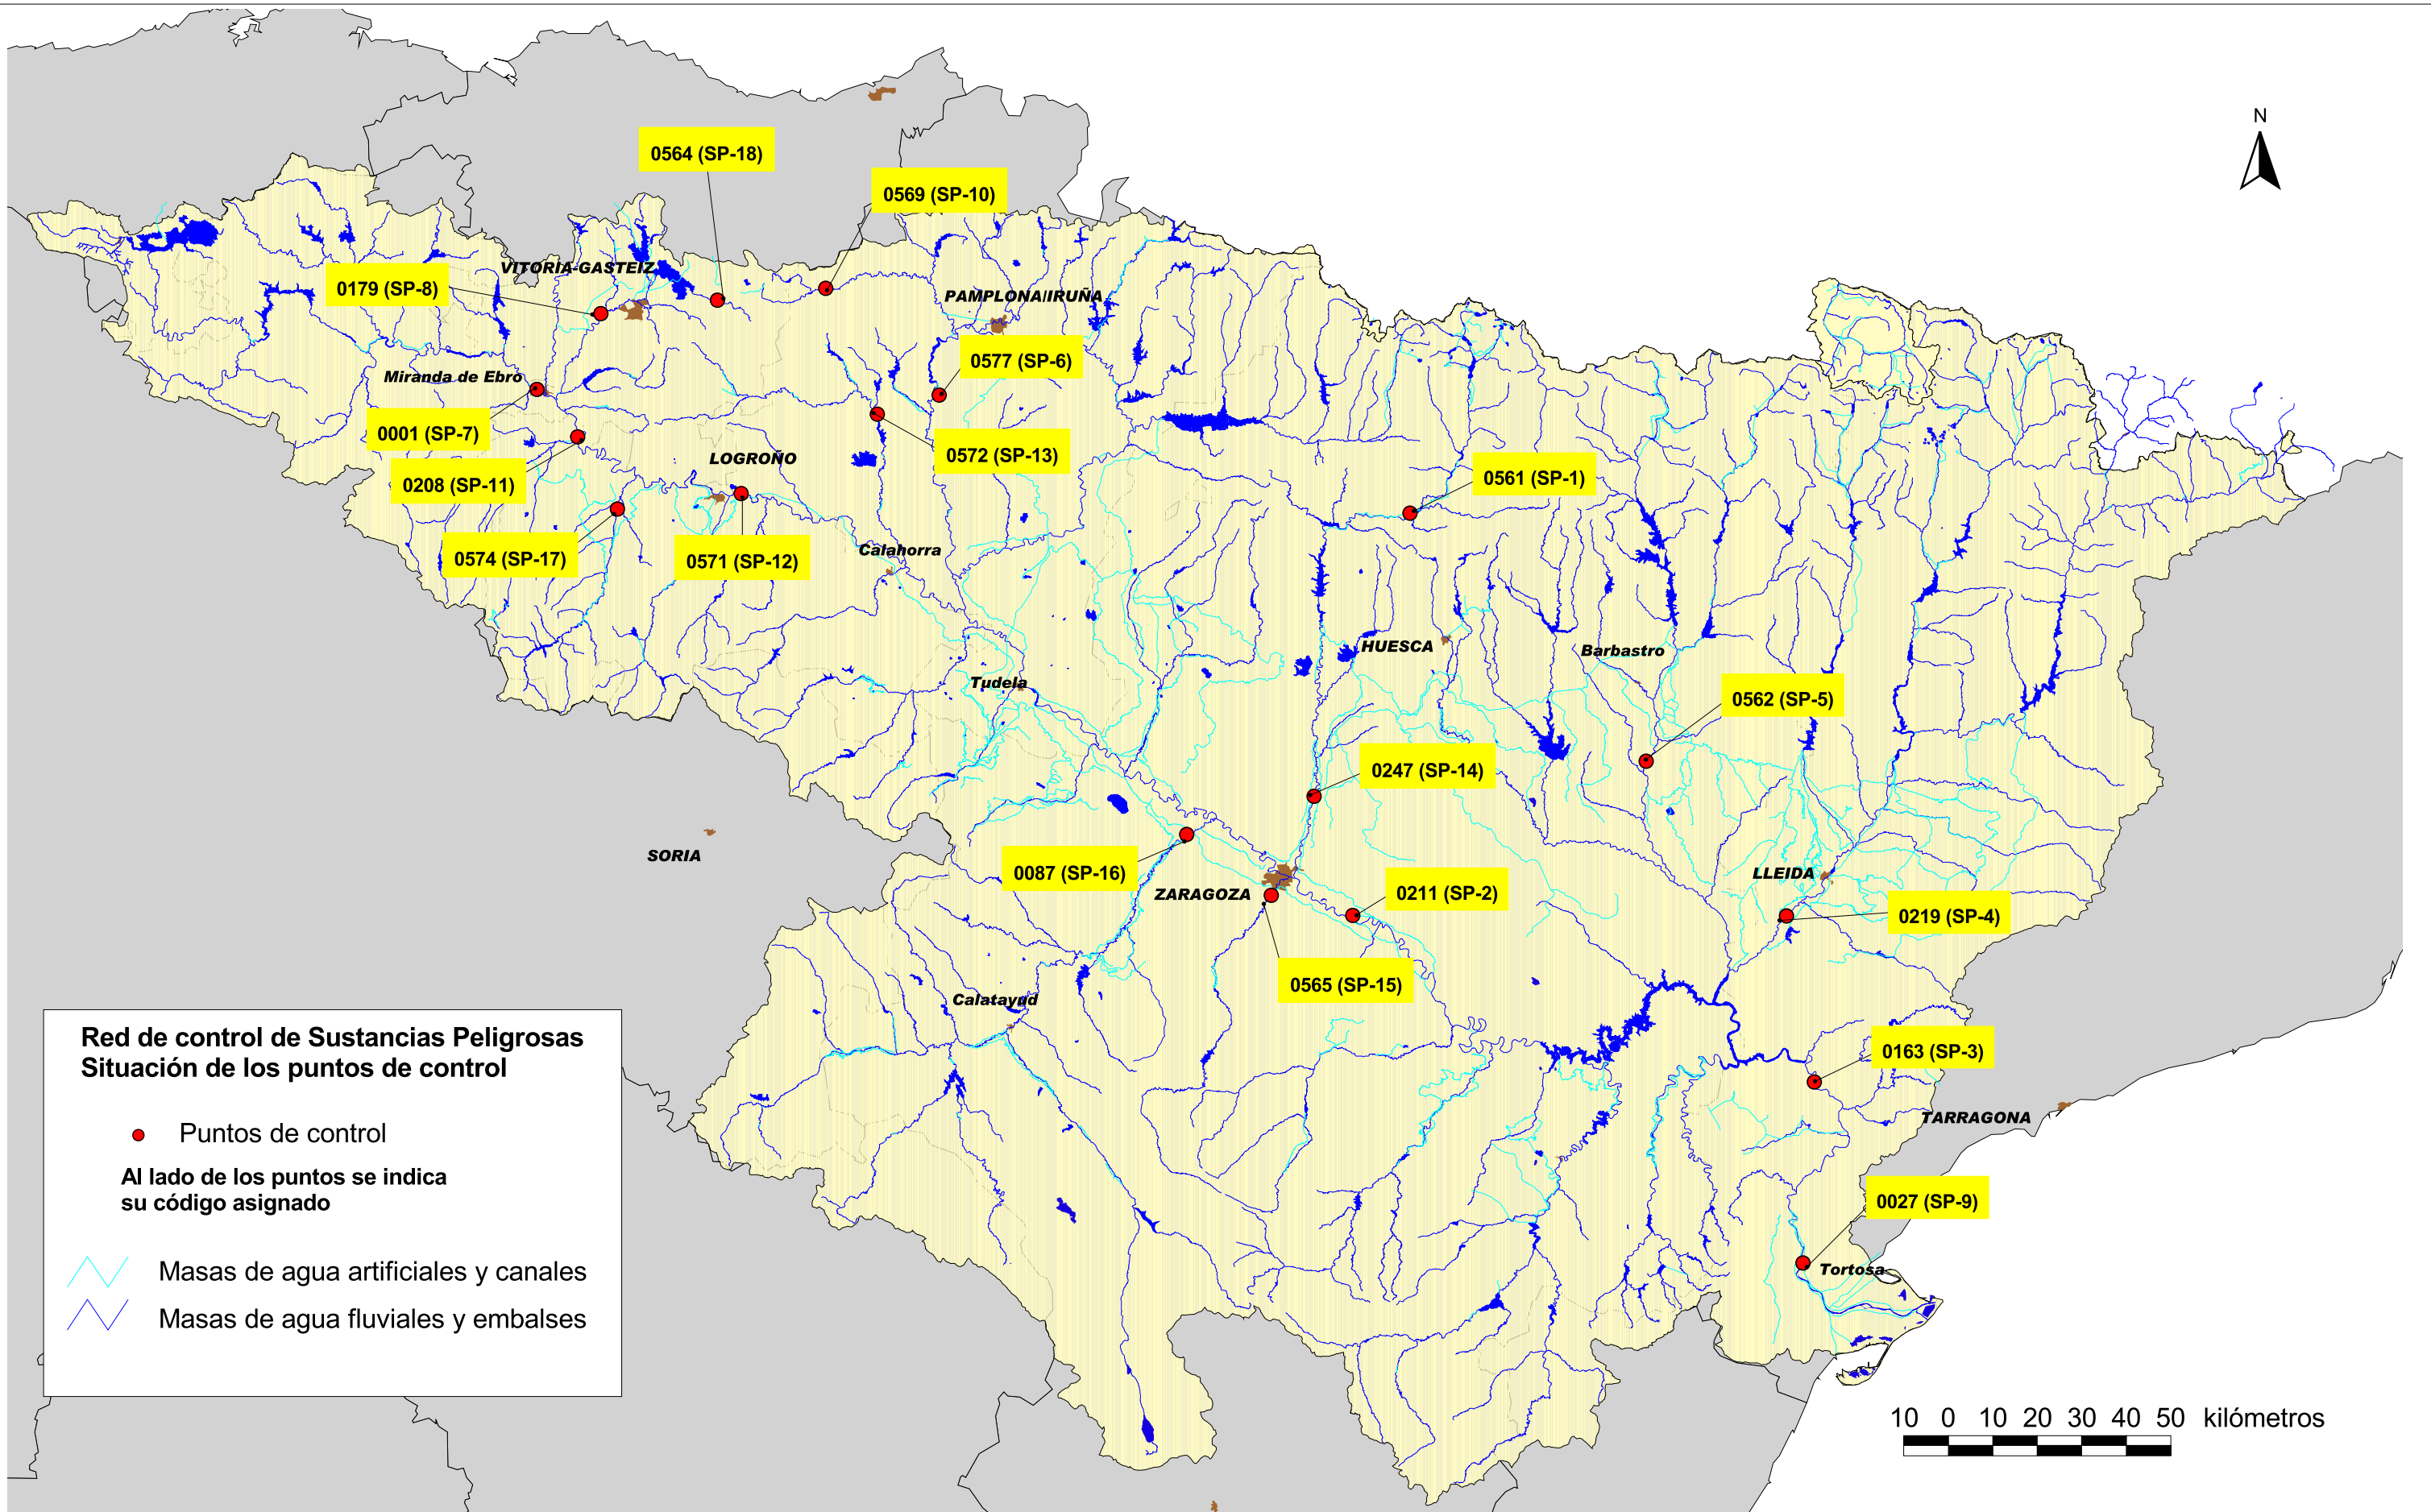 N
0564 (SP-18)
0569 (SP-10)
VITORIA-GASTEIZ
0179 (SP-8)
PAMPLONA/IRUÑA
0577 (SP-6)
Miranda de Ebro
0001 (SP-7)
0572 (SP-13)
LOGROÑO
0208 (SP-11)
0561 (SP-1)
0574 (SP-17)
0571 (SP-12)
Calahorra
HUESCA
Barbastro
Tudela
0562 (SP-5)
0247 (SP-14)
SORIA
0087 (SP-16)
ZARAGOZA
0211 (SP-2)
LLEIDA
0219 (SP-4)
0565 (SP-15)
Calatayud
0163 (SP-3)
TARRAGONA
0027 (SP-9)
Tortosa
Red de control de Sustancias Peligrosas
Situación de los puntos de control
Puntos de control
Al lado de los puntos se indica
su código asignado
Masas de agua artificiales y canales
Masas de agua fluviales y embalses
10 0 10 20 30 40 50 kilómetros